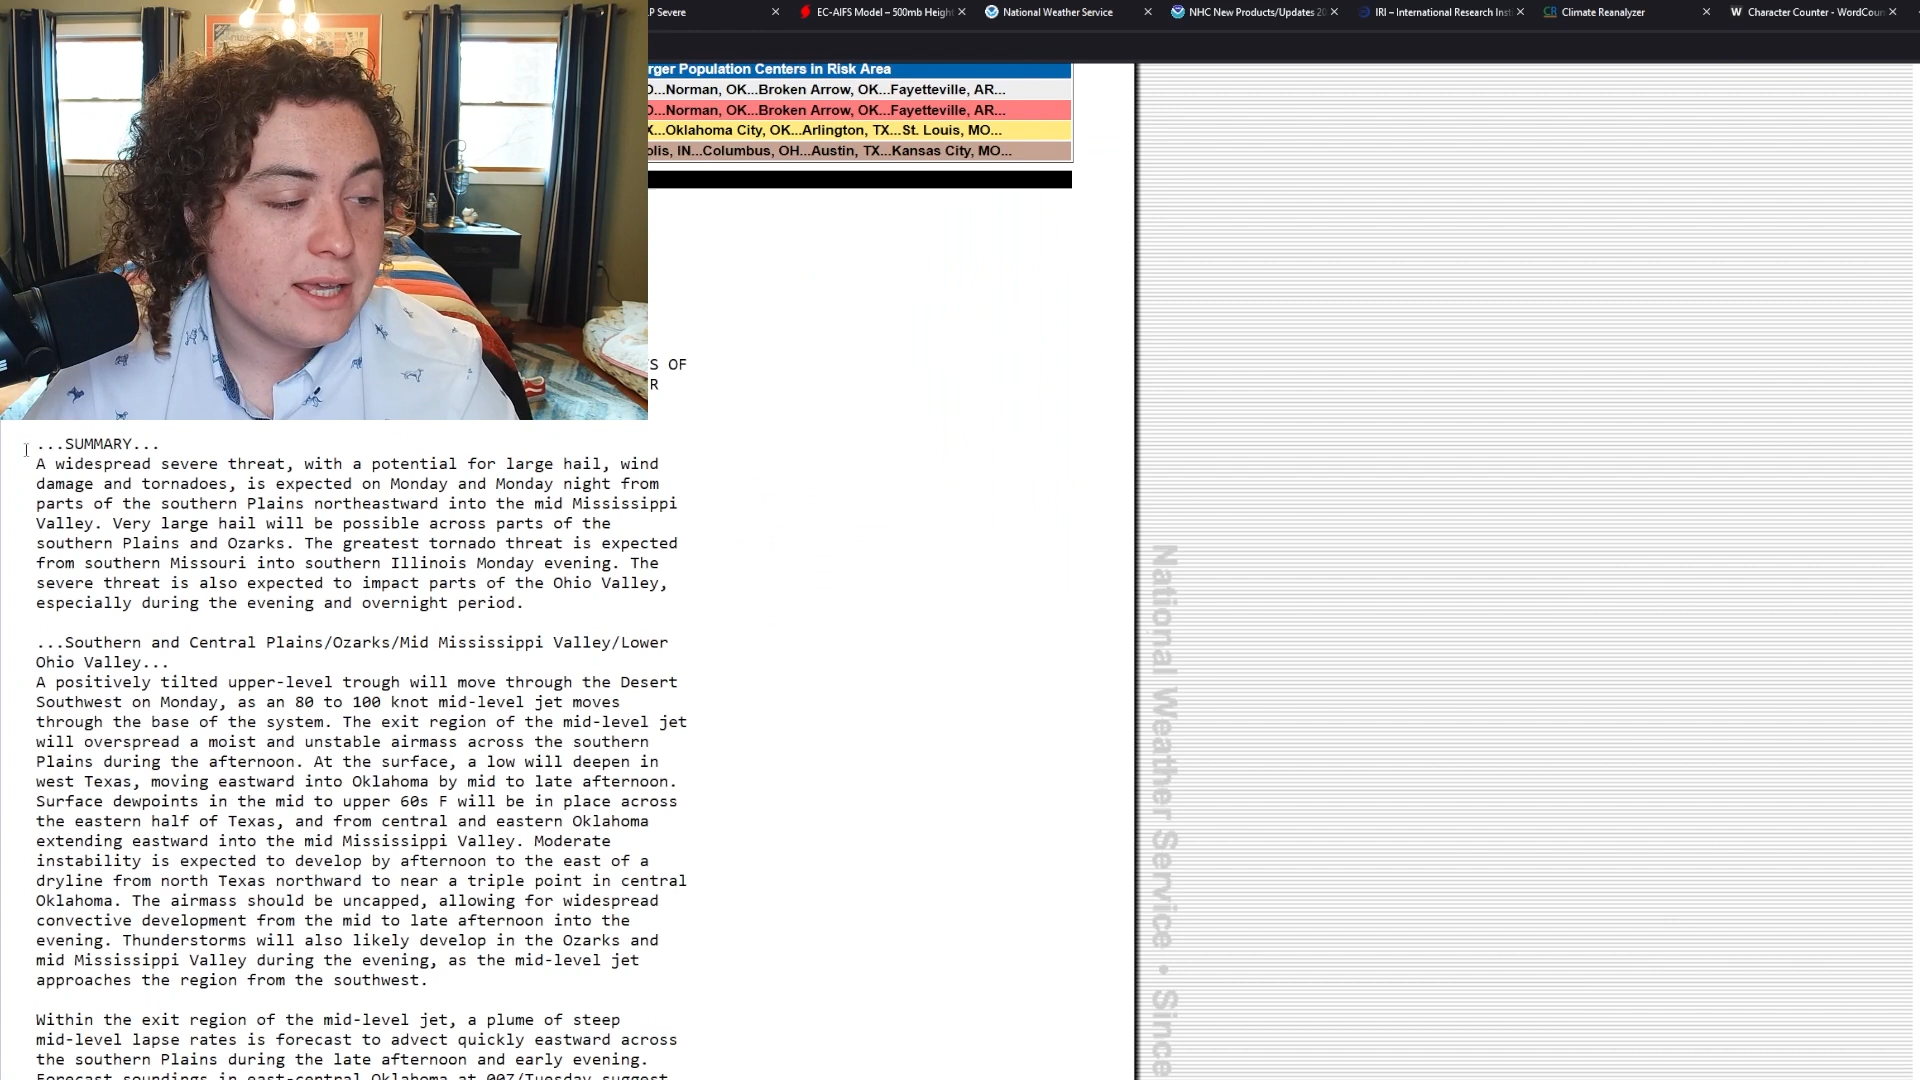 P Severe
EC-AIFS Model – 500mb Height
National Weather Service
NHC New Products/Updates 20
IRI – International Research Inst
CR Climate Reanalyzer
W Character Counter - WordCoun
rger Population Centers in Risk Area
O...Norman, OK...Broken Arrow, OK...Fayetteville, AR...
O...Norman, OK...Broken Arrow, OK...Fayetteville, AR...
X...Oklahoma City, OK...Arlington, TX...St. Louis, MO...
olis, IN...Columbus, OH...Austin, TX...Kansas City, MO...
S OF
R
...SUMMARY...
A widespread severe threat, with a potential for large hail, wind
damage and tornadoes, is expected on Monday and Monday night from
parts of the southern Plains northeastward into the mid Mississippi
Valley. Very large hail will be possible across parts of the
southern Plains and Ozarks. The greatest tornado threat is expected
from southern Missouri into southern Illinois Monday evening. The
severe threat is also expected to impact parts of the Ohio Valley,
especially during the evening and overnight period.
...Southern and Central Plains/Ozarks/Mid Mississippi Valley/Lower
Ohio Valley...
A positively tilted upper-level trough will move through the Desert
Southwest on Monday, as an 80 to 100 knot mid-level jet moves
through the base of the system. The exit region of the mid-level jet
will overspread a moist and unstable airmass across the southern
Plains during the afternoon. At the surface, a low will deepen in
west Texas, moving eastward into Oklahoma by mid to late afternoon.
Surface dewpoints in the mid to upper 60s F will be in place across
the eastern half of Texas, and from central and eastern Oklahoma
extending eastward into the mid Mississippi Valley. Moderate
instability is expected to develop by afternoon to the east of a
dryline from north Texas northward to near a triple point in central
Oklahoma. The airmass should be uncapped, allowing for widespread
convective development from the mid to late afternoon into the
evening. Thunderstorms will also likely develop in the Ozarks and
mid Mississippi Valley during the evening, as the mid-level jet
approaches the region from the southwest.
Within the exit region of the mid-level jet, a plume of steep
mid-level lapse rates is forecast to advect quickly eastward across
the southern Plains during the late afternoon and early evening.
Forecast soundings in east-central Oklahoma at 00Z/Tuesday suggest
National Weather Service • Since